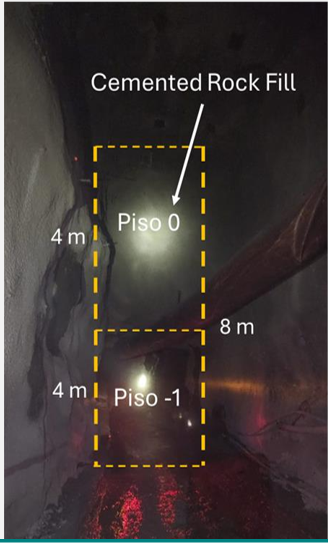 Cemented Rock Fill
Piso 0
4 m
8 m
4 m
Piso -1